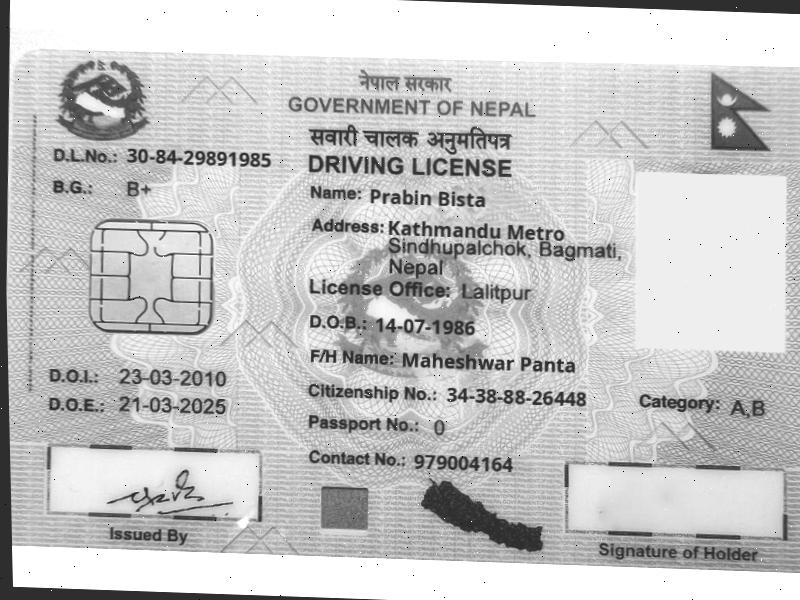 नेपाल सरकार
GOVERNMENT OF NEPAL
सवारी चालक अनुमतिपत्र
DRIVING LICENSE
D.L.No.: 30-84-29891985
B.G.: B+
Name: Prabin Bista
Address: Kathmandu Metro
Sindhupalchok, Bagmati,
Nepal
License Office: Lalitpur
D.O.B.: 14-07-1986
F/H Name: Maheshwar Panta
D.O.I.: 23-03-2010
D.O.E.: 21-03-2025
Citizenship No.: 34-38-88-26448
Category: A,B
Passport No.: 0
Contact No.: 979004164
Issued By
Signature of Holder